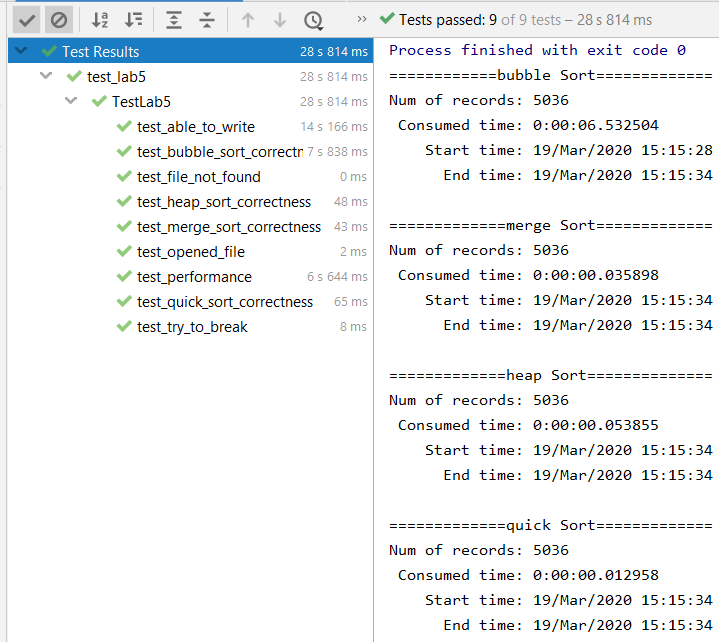 Tests passed: 9 of 9 tests – 28 s 814 ms
Test Results 28 s 814 ms
test_lab5 28 s 814 ms
TestLab5 28 s 814 ms
test_able_to_write 14 s 166 ms
test_bubble_sort_correctn 7 s 838 ms
test_file_not_found 0 ms
test_heap_sort_correctness 48 ms
test_merge_sort_correctness 43 ms
test_opened_file 2 ms
test_performance 6 s 644 ms
test_quick_sort_correctness 65 ms
test_try_to_break 8 ms
Process finished with exit code 0
============bubble Sort=============
Num of records: 5036
Consumed time: 0:00:06.532504
Start time: 19/Mar/2020 15:15:28
End time: 19/Mar/2020 15:15:34
=============merge Sort=============
Num of records: 5036
Consumed time: 0:00:00.035898
Start time: 19/Mar/2020 15:15:34
End time: 19/Mar/2020 15:15:34
=============heap Sort==============
Num of records: 5036
Consumed time: 0:00:00.053855
Start time: 19/Mar/2020 15:15:34
End time: 19/Mar/2020 15:15:34
=============quick Sort=============
Num of records: 5036
Consumed time: 0:00:00.012958
Start time: 19/Mar/2020 15:15:34
End time: 19/Mar/2020 15:15:34